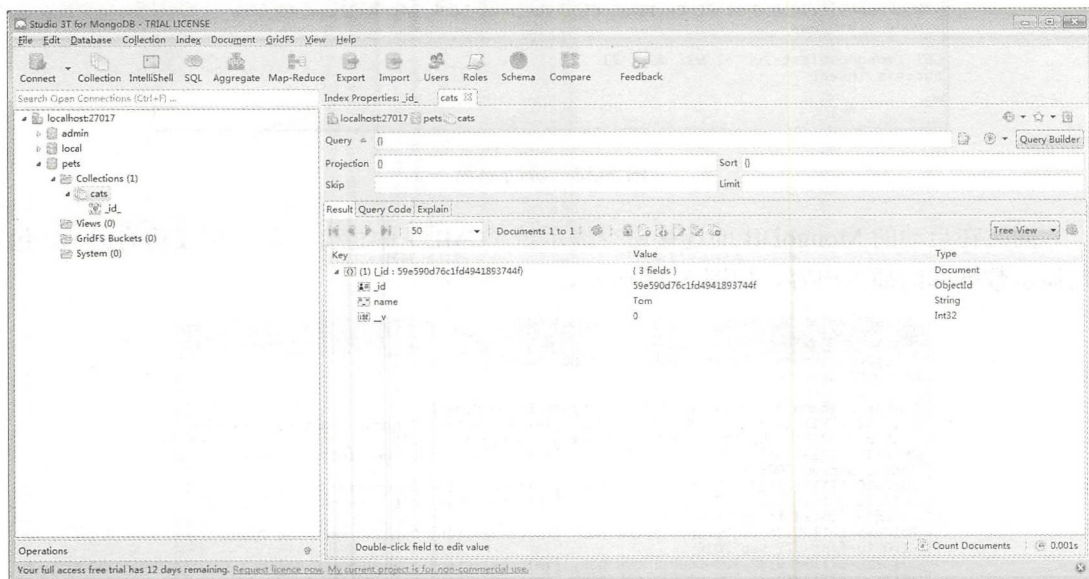 Studio 3T for MongoDB - TRIAL LICENSE
File Edit Database Collection Index Document GridFS View Help
Connect Collection IntelliShell SQL Aggregate Map-Reduce Export Import Users Roles Schema Compare Feedback
Search Open Connections (Ctrl+F) ...
localhost:27017
admin
local
pets
Collections (1)
cats
_id_
Views (0)
GridFS Buckets (0)
System (0)
Operations
Index Properties: _id_ cats
localhost:27017 pets cats
Query {} Query Builder
Projection {} Sort {}
Skip Limit
Result Query Code Explain
50 Documents 1 to 1 Tree View
Key Value Type
(1) {_id : 59e590d76c1fd4941893744f} { 3 fields } Document
_id 59e590d76c1fd4941893744f ObjectId
name Tom String
__v 0 Int32
Double-click field to edit value Count Documents 0.001s
Your full access free trial has 12 days remaining. Request licence now. My current project is for non-commercial use.